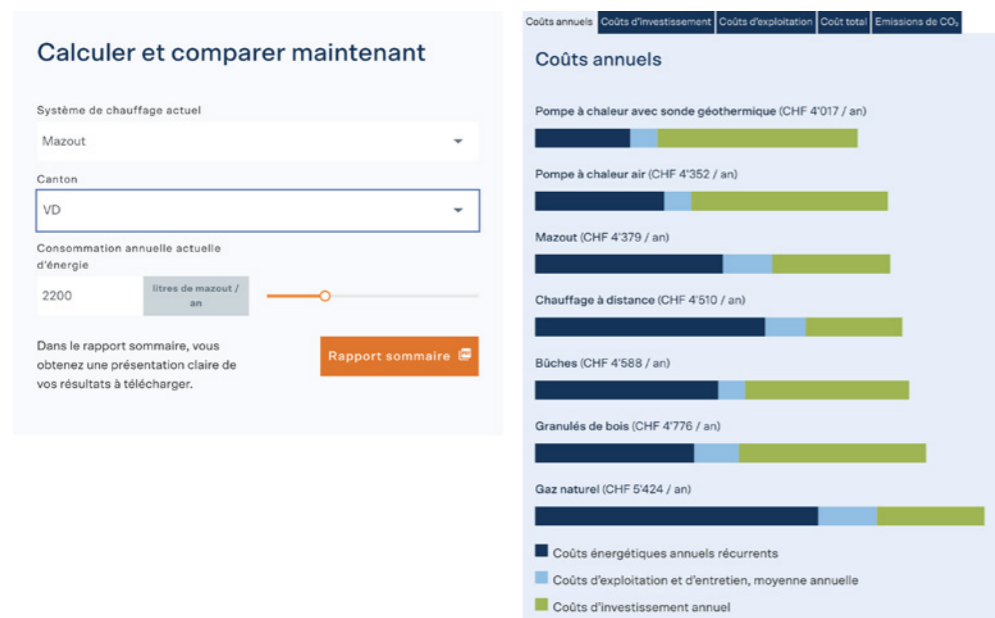 Calculer et comparer maintenant
Système de chauffage actuel
Mazout
Canton
VD
Consommation annuelle actuelle
d'énergie
2200
litres de mazout /
an
Dans le rapport sommaire, vous
obtenez une présentation claire de
vos résultats à télécharger.
Rapport sommaire
Coûts annuels
Coûts d'investissement
Coûts d'exploitation
Coût total
Emissions de CO₂
Coûts annuels
Pompe à chaleur avec sonde géothermique (CHF 4'017 / an)
Pompe à chaleur air (CHF 4'352 / an)
Mazout (CHF 4'379 / an)
Chauffage à distance (CHF 4'510 / an)
Bûches (CHF 4'588 / an)
Granulés de bois (CHF 4'776 / an)
Gaz naturel (CHF 5'424 / an)
Coûts énergétiques annuels récurrents
Coûts d'exploitation et d'entretien, moyenne annuelle
Coûts d'investissement annuel